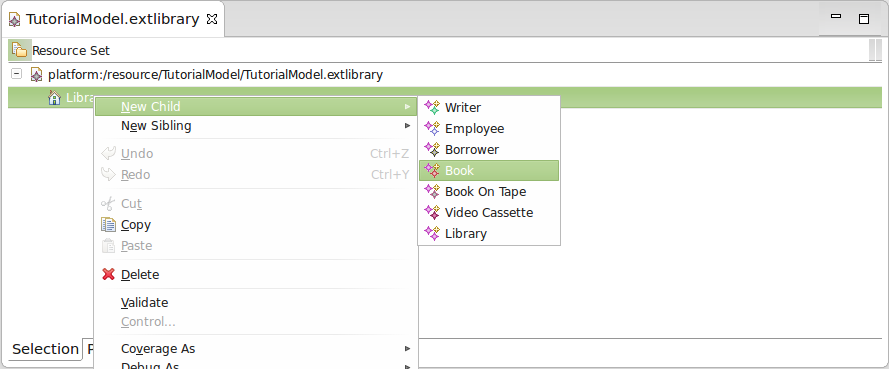 TutorialModel.extlibrary
Resource Set
platform:/resource/TutorialModel/TutorialModel.extlibrary
New Child
New Sibling
Undo Ctrl+Z
Redo Ctrl+Y
Cut
Copy
Paste
Delete
Validate
Control...
Coverage As
Debug As
Writer
Employee
Borrower
Book
Book On Tape
Video Cassette
Library
Selection